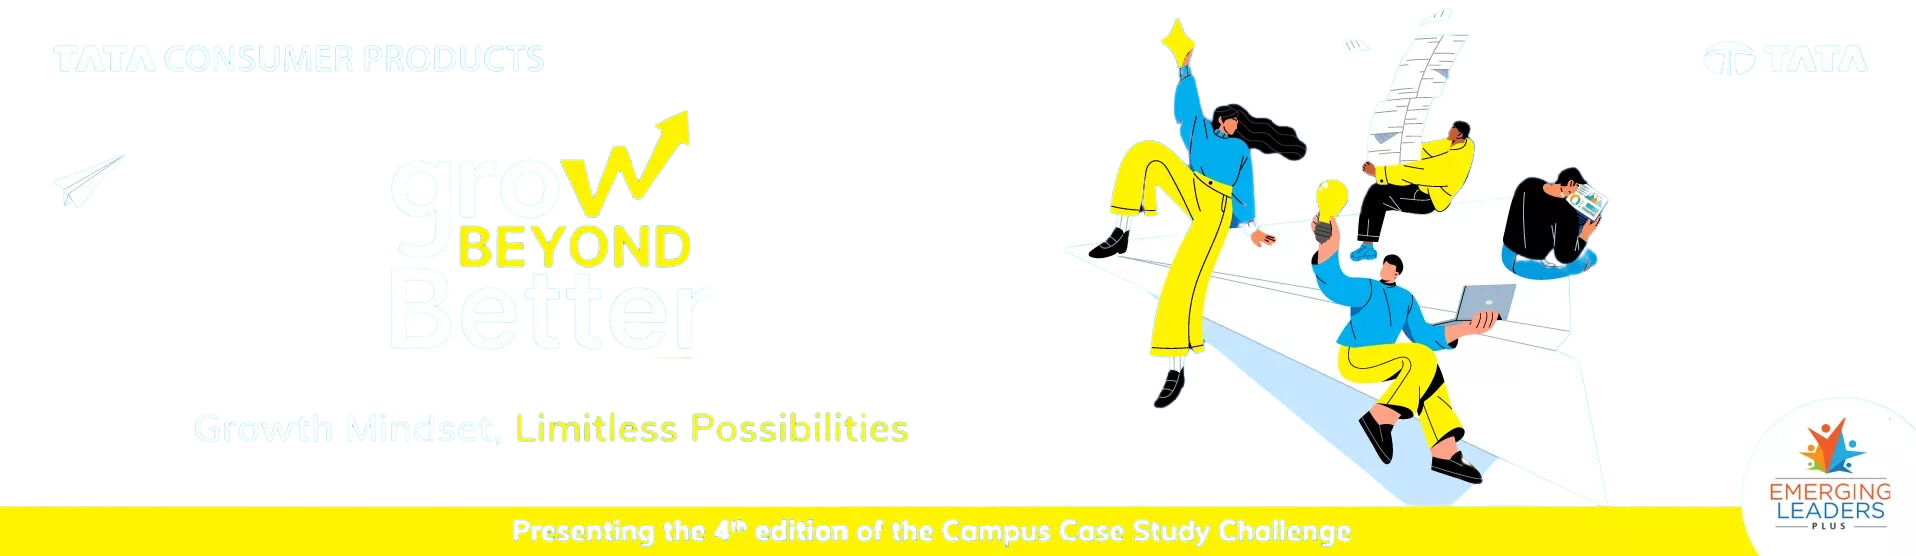 TATA CONSUMER PRODUCTS
TATA
grow
BEYOND
Better
Growth Mindset, Limitless Possibilities
Presenting the 4th edition of the Campus Case Study Challenge
EMERGING
LEADERS
PLUS